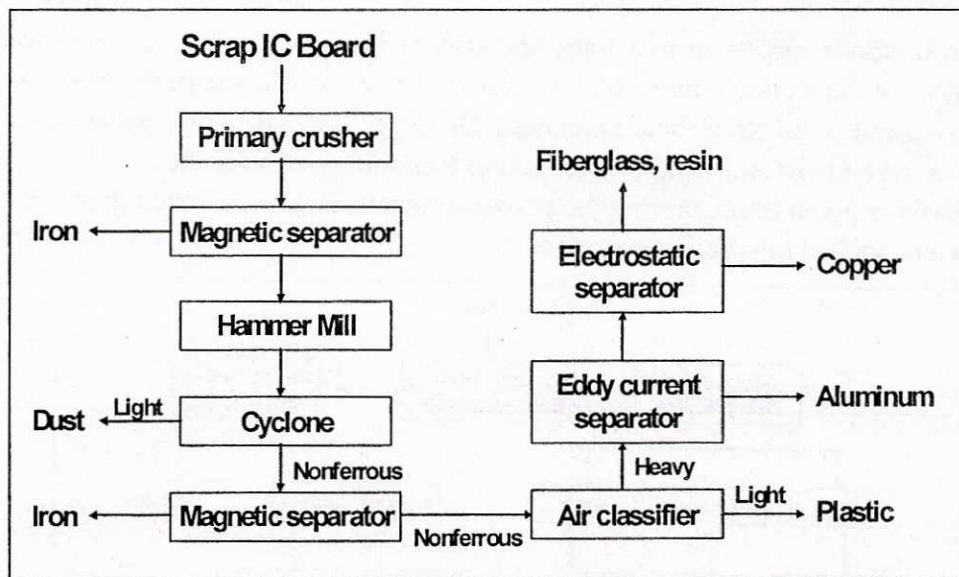 Scrap IC Board
Primary crusher
Iron
Magnetic separator
Hammer Mill
Dust
Light
Cyclone
Nonferrous
Iron
Magnetic separator
Nonferrous
Fiberglass, resin
Electrostatic
separator
Copper
Eddy current
separator
Aluminum
Heavy
Air classifier
Light
Plastic